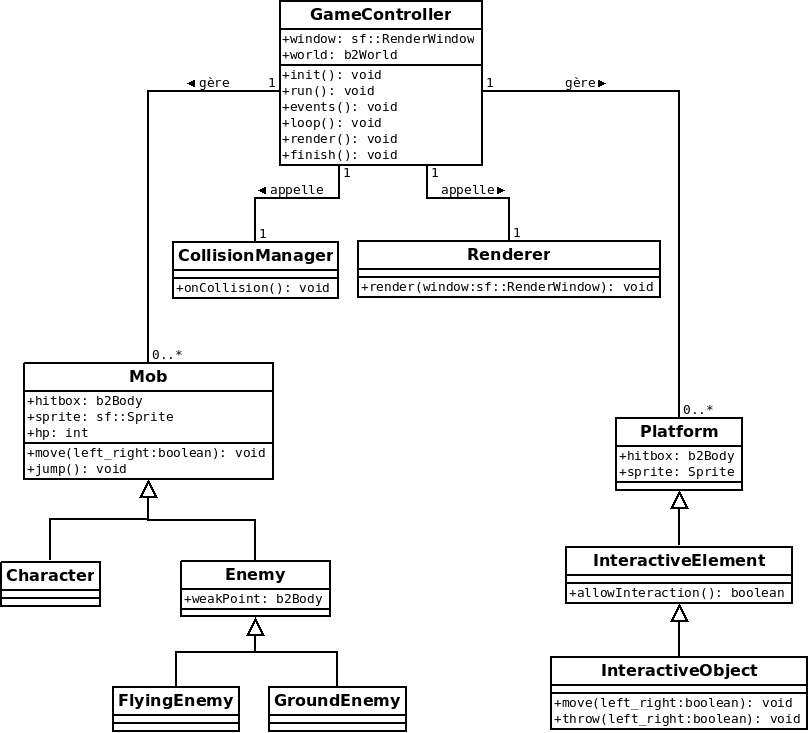 GameController
+window: sf::RenderWindow
+world: b2World
+init(): void
+run(): void
+events(): void
+loop(): void
+render(): void
+finish(): void
◄ gère
1
1
gère►
1
◄ appelle
1
1
appelle►
1
CollisionManager
+onCollision(): void
Renderer
+render(window:sf::RenderWindow): void
0..*
Mob
+hitbox: b2Body
+sprite: sf::Sprite
+hp: int
+move(left_right:boolean): void
+jump(): void
0..*
Platform
+hitbox: b2Body
+sprite: Sprite
Character
Enemy
+weakPoint: b2Body
InteractiveElement
+allowInteraction(): boolean
FlyingEnemy
GroundEnemy
InteractiveObject
+move(left_right:boolean): void
+throw(left_right:boolean): void